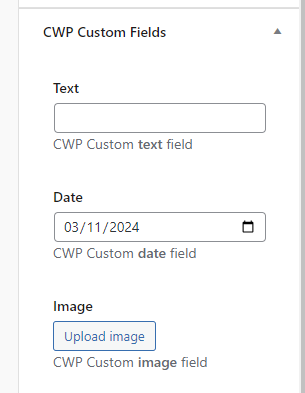 CWP Custom Fields
Text
CWP Custom text field
Date
03/11/2024
CWP Custom date field
Image
Upload image
CWP Custom image field